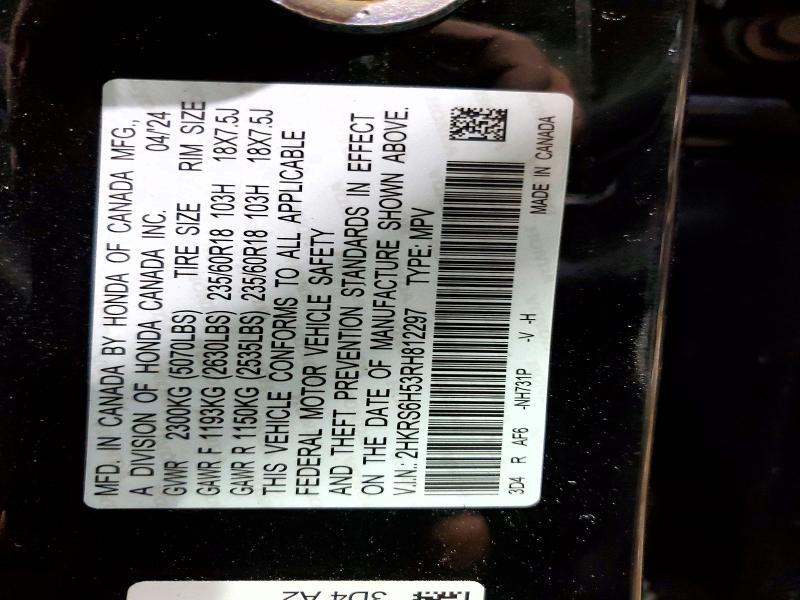 MFD. IN CANADA BY HONDA OF CANADA MFG.,
A DIVISION OF HONDA CANADA INC. 04/'24
GVWR 2300KG (5070LBS) TIRE SIZE RIM SIZE
GAWR F 1193KG (2630LBS) 235/60R18 103H 18X7.5J
GAWR R 1150KG (2535LBS) 235/60R18 103H 18X7.5J
THIS VEHICLE CONFORMS TO ALL APPLICABLE
FEDERAL MOTOR VEHICLE SAFETY
AND THEFT PREVENTION STANDARDS IN EFFECT
ON THE DATE OF MANUFACTURE SHOWN ABOVE.
V.I.N.: 2HKRS6H53RH812297 TYPE: MPV
3D4 R AF6 -NH731P -V -H MADE IN CANADA
3D4 A2